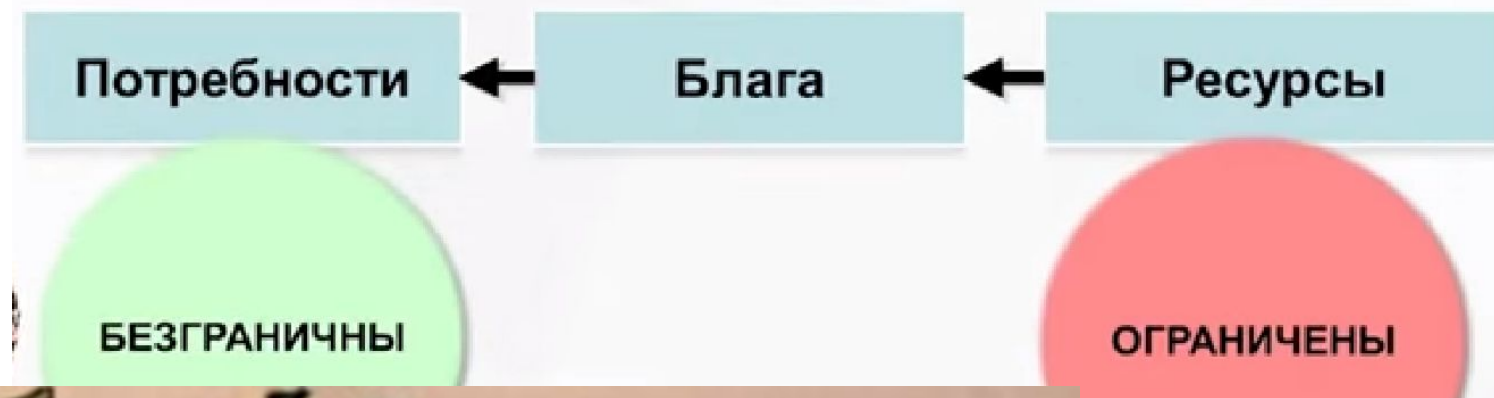 Потребности
Блага
Ресурсы
БЕЗГРАНИЧНЫ
ОГРАНИЧЕНЫ